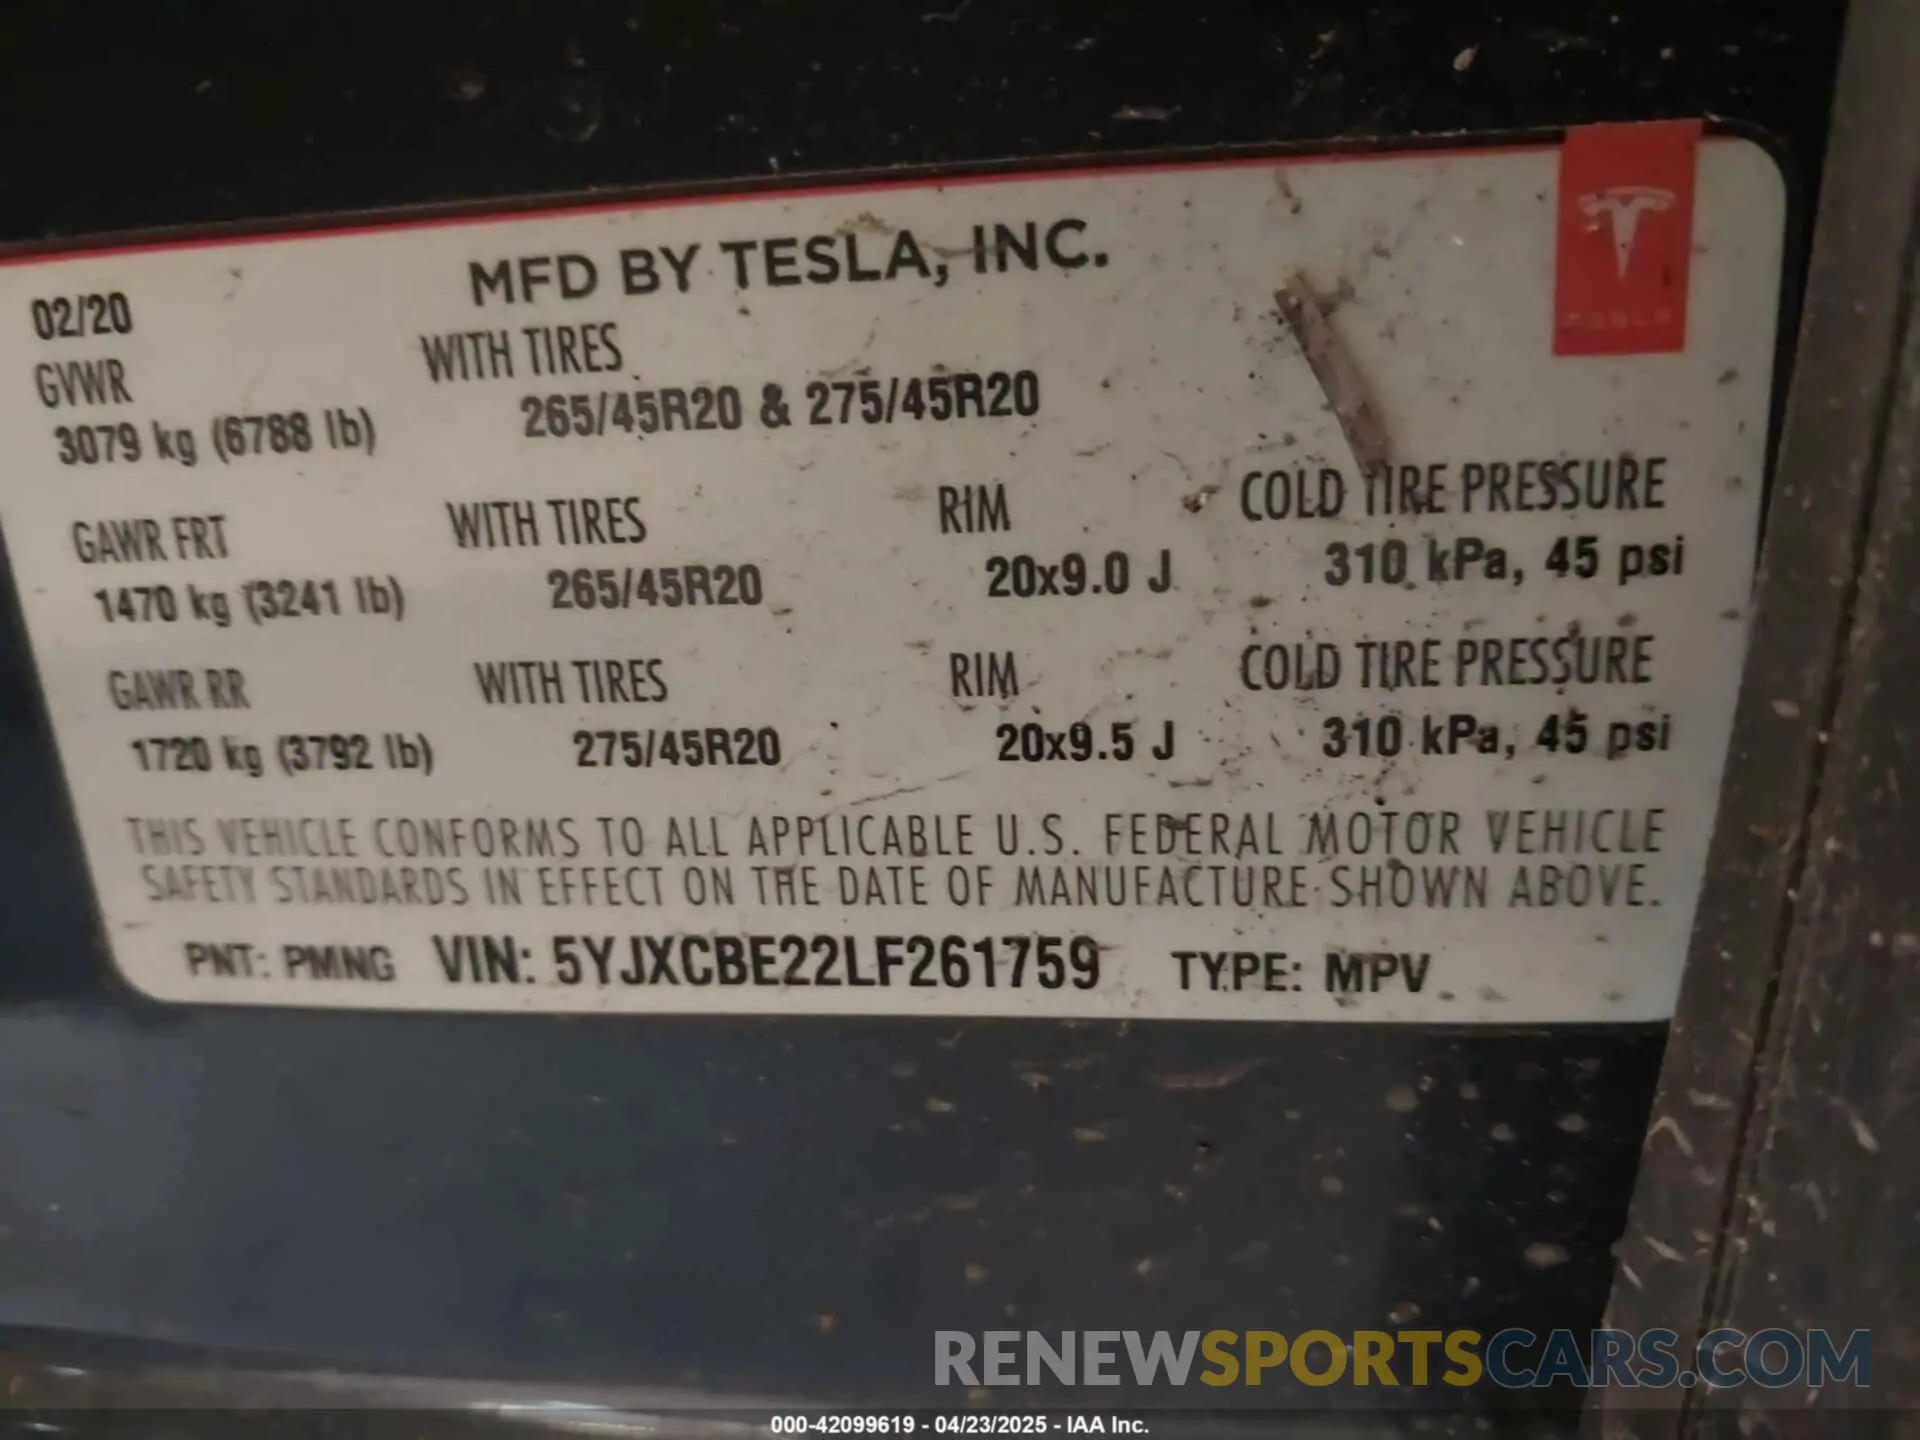 MFD BY TESLA, INC.
02/20
GVWR WITH TIRES
3079 kg (6788 lb) 265/45R20 & 275/45R20
GAWR FRT WITH TIRES RIM COLD TIRE PRESSURE
1470 kg (3241 lb) 265/45R20 20x9.0 J 310 kPa, 45 psi
GAWR RR WITH TIRES RIM COLD TIRE PRESSURE
1720 kg (3792 lb) 275/45R20 20x9.5 J 310 kPa, 45 psi
THIS VEHICLE CONFORMS TO ALL APPLICABLE U.S. FEDERAL MOTOR VEHICLE
SAFETY STANDARDS IN EFFECT ON THE DATE OF MANUFACTURE SHOWN ABOVE.
PNT: PMNG VIN: 5YJXCBE22LF261759 TYPE: MPV
RENEWSPORTSCARS.COM
000-42099619 - 04/23/2025 - IAA Inc.